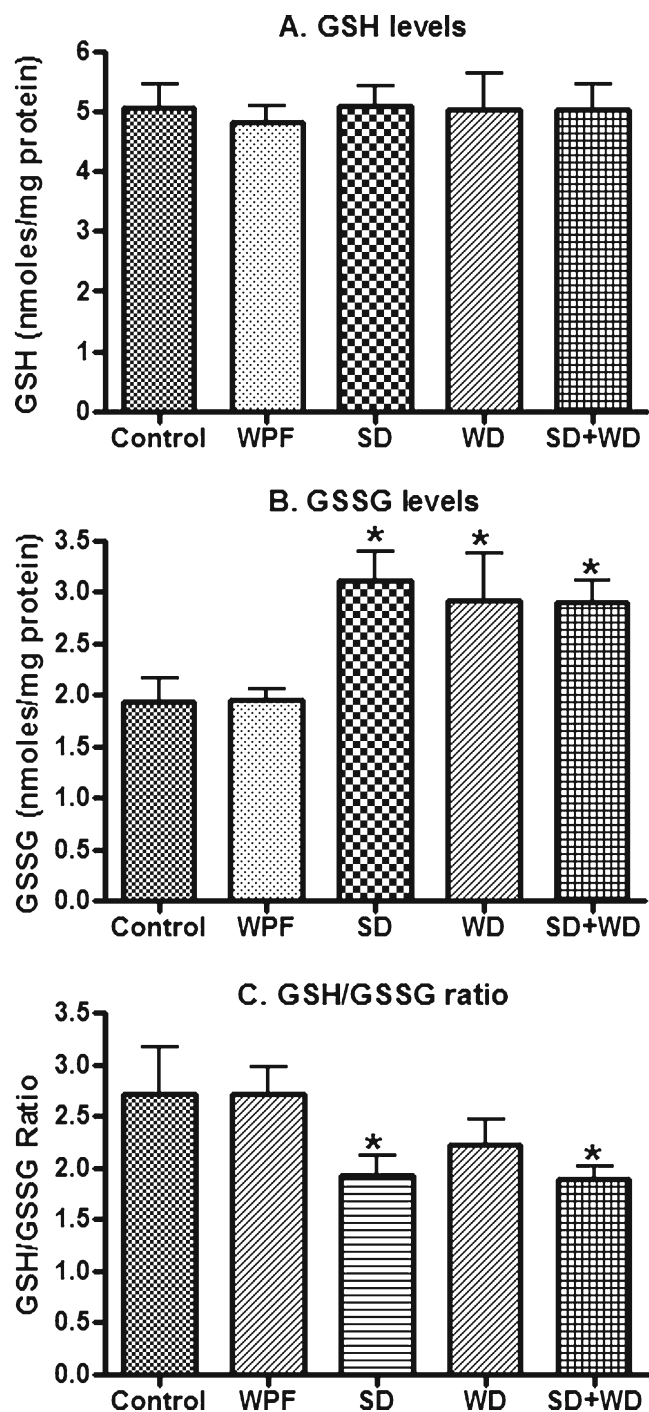 A. GSH levels
GSH (nmoles/mg protein)
6
5
4
3
2
1
0
Control WPF SD WD SD+WD
B. GSSG levels
GSSG (nmoles/mg protein)
3.5
3.0
2.5
2.0
1.5
1.0
0.5
0.0
* * *
Control WPF SD WD SD+WD
C. GSH/GSSG ratio
GSH/GSSG Ratio
3.5
3.0
2.5
2.0
1.5
1.0
0.5
0.0
* *
Control WPF SD WD SD+WD